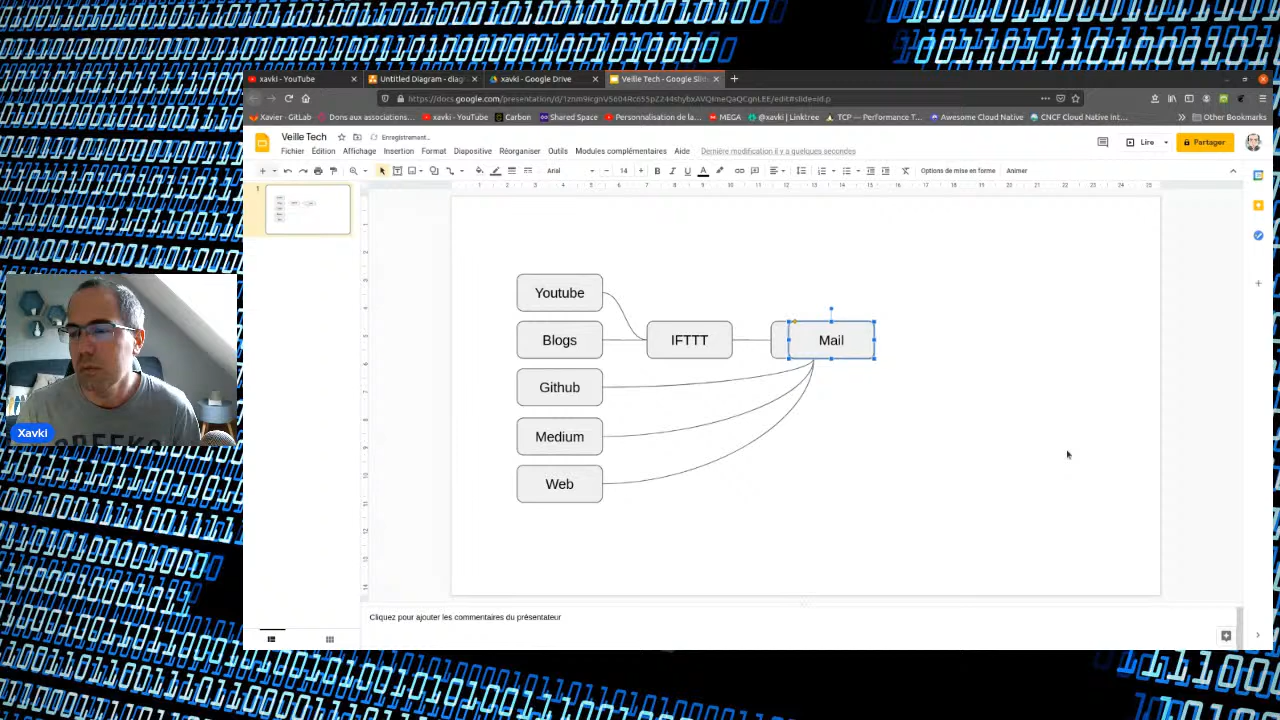 xavki - YouTube
Untitled Diagram - diag
xavki - Google Drive
Veille Tech - Google Slid
Xavier · GitLab
Dons aux associations...
xavki - YouTube
Carbon
Shared Space
Personnalisation de la...
MEGA
@xavki | Linktree
TCP — Performance T...
Awesome Cloud Native
CNCF Cloud Native Int...
Other Bookmarks
Veille Tech
Enregistrement...
Lire
Partager
Fichier
Édition
Affichage
Insertion
Format
Diapositive
Réorganiser
Outils
Modules complémentaires
Aide
Dernière modification il y a quelques secondes
Arial
14
Options de mise en forme
Animer
1
Youtube
Blogs
IFTTT
Mail
Github
Medium
Web
Xavki
Cliquez pour ajouter les commentaires du présentateur